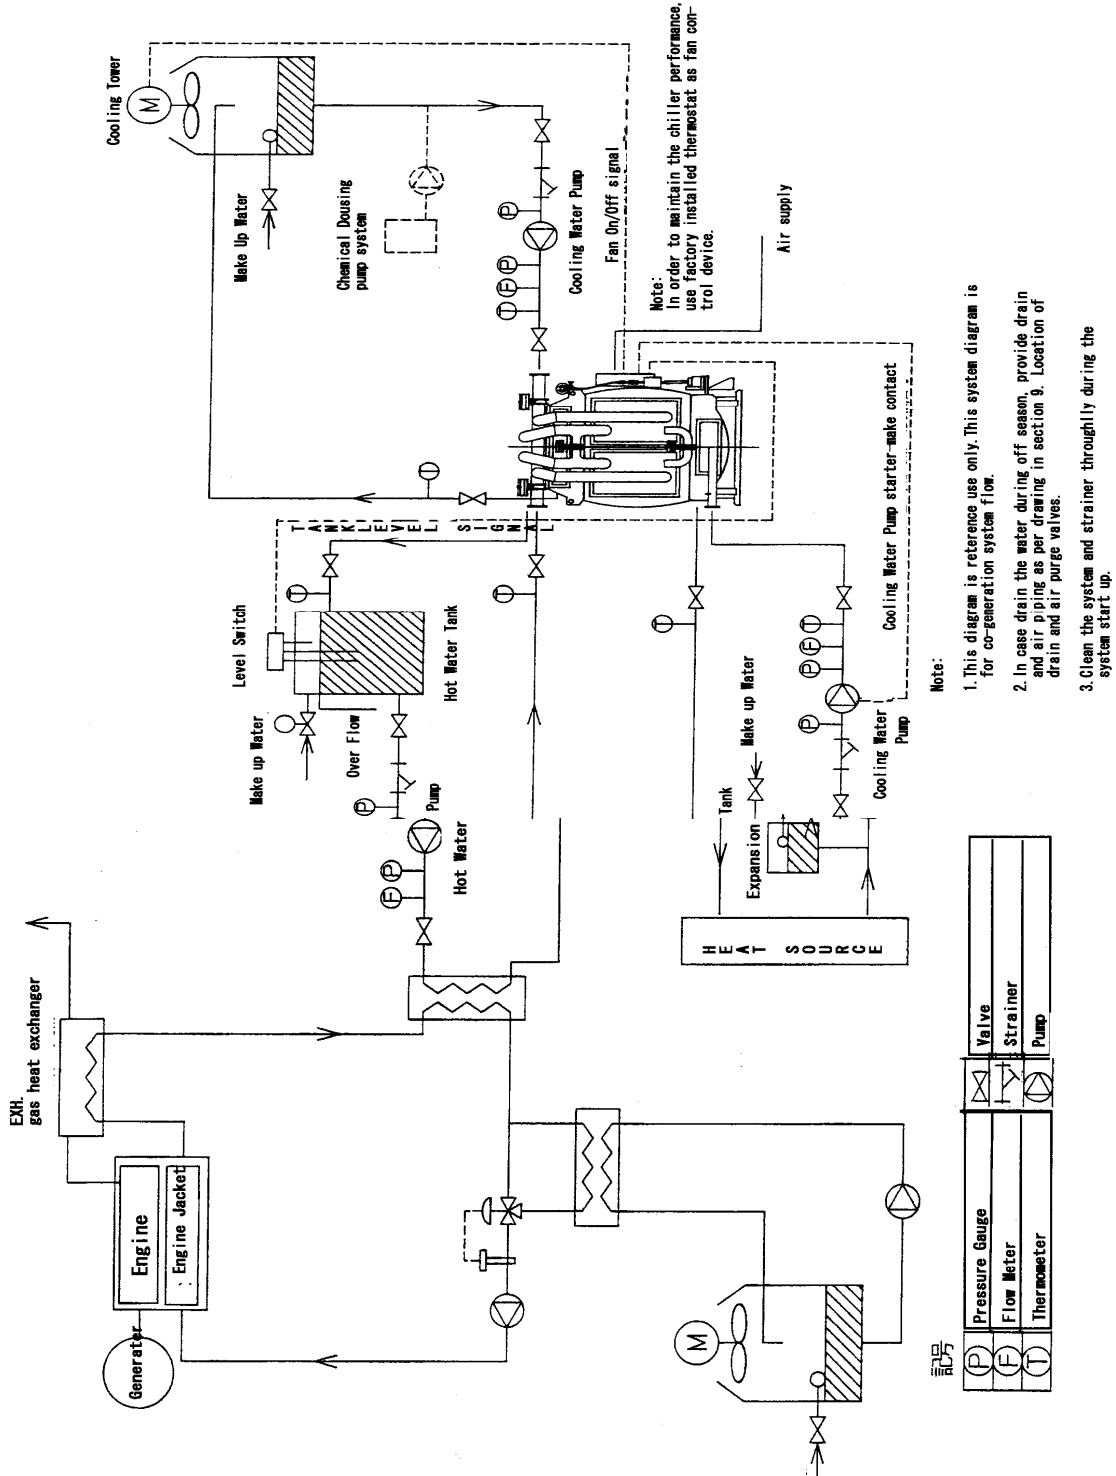 Cooling Tower
M
Make Up Water
Chemical Dousing
pump system
P
Cooling Water Pump
T
F
P
Fan On/Off signal
Note:
In order to maintain the chiller performance,
use factory installed thermostat as fan con-
trol device.
Air supply
T
TANK LEVEL SIGNAL
Level Switch
T
Hot Water Tank
Make up Water
Over Flow
P
T
T
Cooling Water Pump starter-make contact
P
F
T
P
Cooling Water
Pump
Make up Water
Expansion
Tank
HEAT SOURCE
Pump
Hot Water
F
P
EXH.
gas heat exchanger
Engine
: Engine Jacket
Generater
M
Note:
1. This diagram is reterence use only. This system diagram is
for co-generation system flow.
2. In case drain the water during off season, provide drain
and air piping as per drawing in section 9. Location of
drain and air purge valves.
3. Clean the system and strainer throughlly during the
system start up.
記号
P Pressure Gauge Valve
F Flow Meter Strainer
T Thermometer Pump